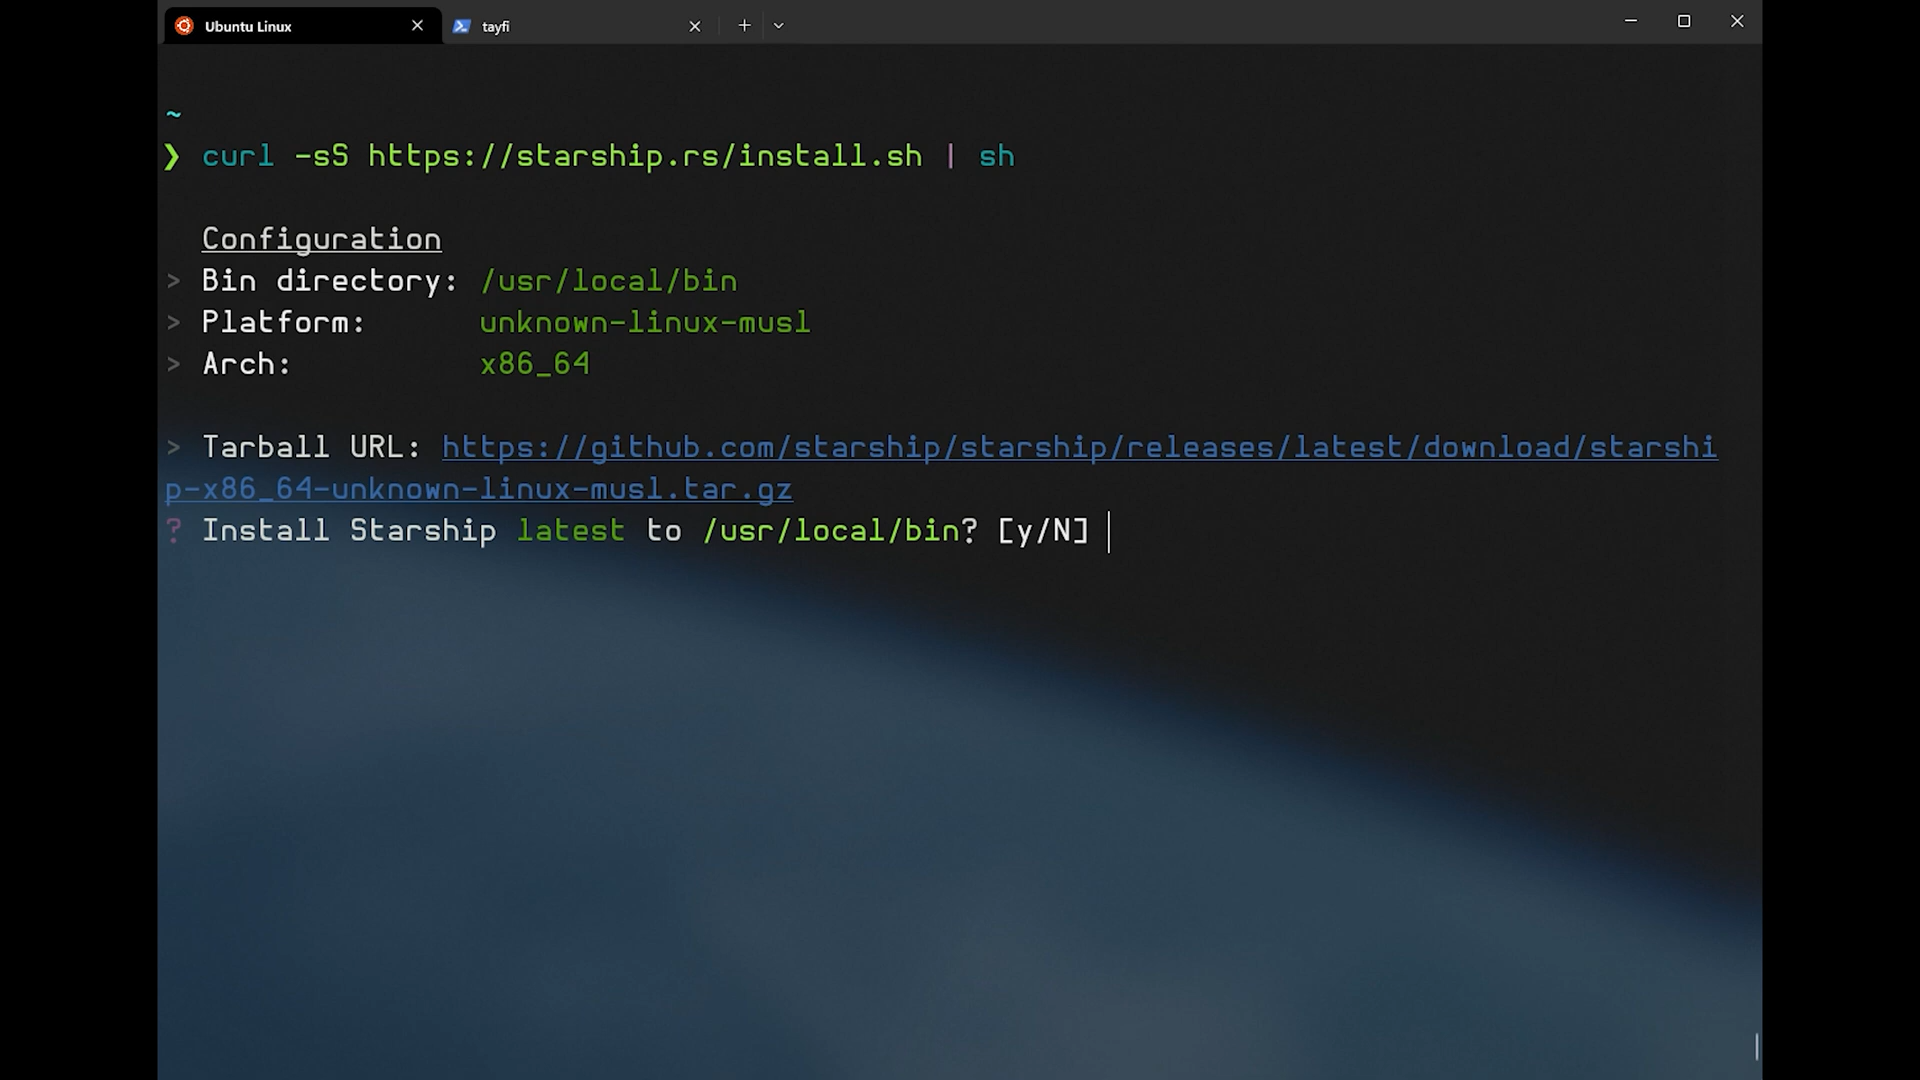 Ubuntu Linux
tayfi
~
❯ curl -sS https://starship.rs/install.sh | sh
Configuration
> Bin directory: /usr/local/bin
> Platform: unknown-linux-musl
> Arch: x86_64
> Tarball URL: https://github.com/starship/starship/releases/latest/download/starshi
p-x86_64-unknown-linux-musl.tar.gz
? Install Starship latest to /usr/local/bin? [y/N]